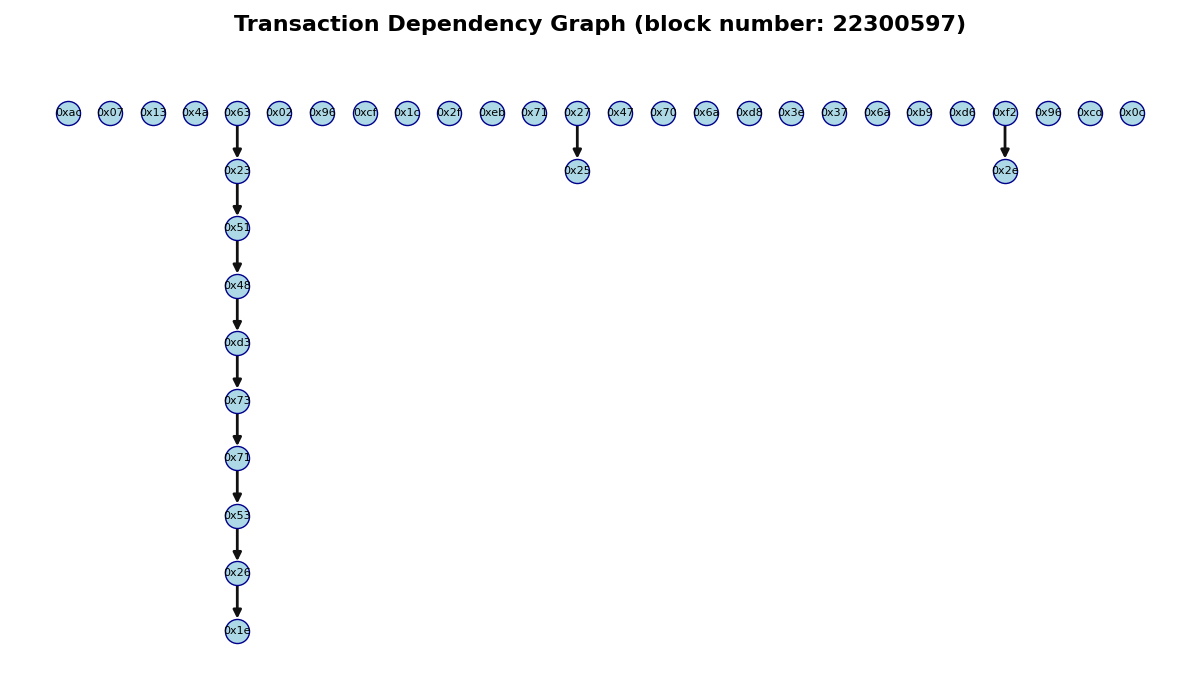 Transaction Dependency Graph (block number: 22300597)
0xac 0x07 0x13 0x4a 0x63 0x02 0x96 0xcf 0x1c 0x2f 0xeb 0x71 0x27 0x47 0x70 0x6a 0xd8 0x3e 0x37 0x6a 0xb9 0xd6 0xf2 0x96 0xcd 0x0c
0x23 0x25 0x2e
0x51
0x48
0xd3
0x73
0x71
0x53
0x26
0x1e